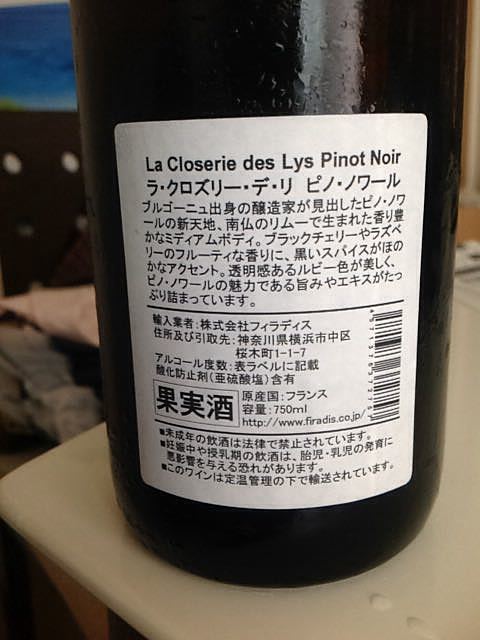 La Closerie des Lys Pinot Noir
ラ・クロズリー・デ・リ ピノ・ノワール
ブルゴーニュ出身の醸造家が見出したピノ・ノワ
ールの新天地、南仏のリムーで生まれた香り豊
かなミディアムボディ。ブラックチェリーやラズベ
リーのフルーティな香りに、黒いスパイスがほの
かなアクセント。透明感あるルビー色が美しく、
ピノ・ノワールの魅力である旨みやエキスがたっ
ぷり詰まっています。
輸入業者：株式会社フィラディス
住所及び引取先：神奈川県横浜市中区
桜木町1-1-7
アルコール度数：表ラベルに記載
酸化防止剤（亜硫酸塩）含有
果実酒
原産国：フランス
容量：750ml
http://www.firadis.co.jp/
■未成年の飲酒は法律で禁止されています。
■妊娠中や授乳期の飲酒は、胎児・乳児の発育に
悪影響を与える恐れがあります。
■このワインは定温管理の下で輸送されています。